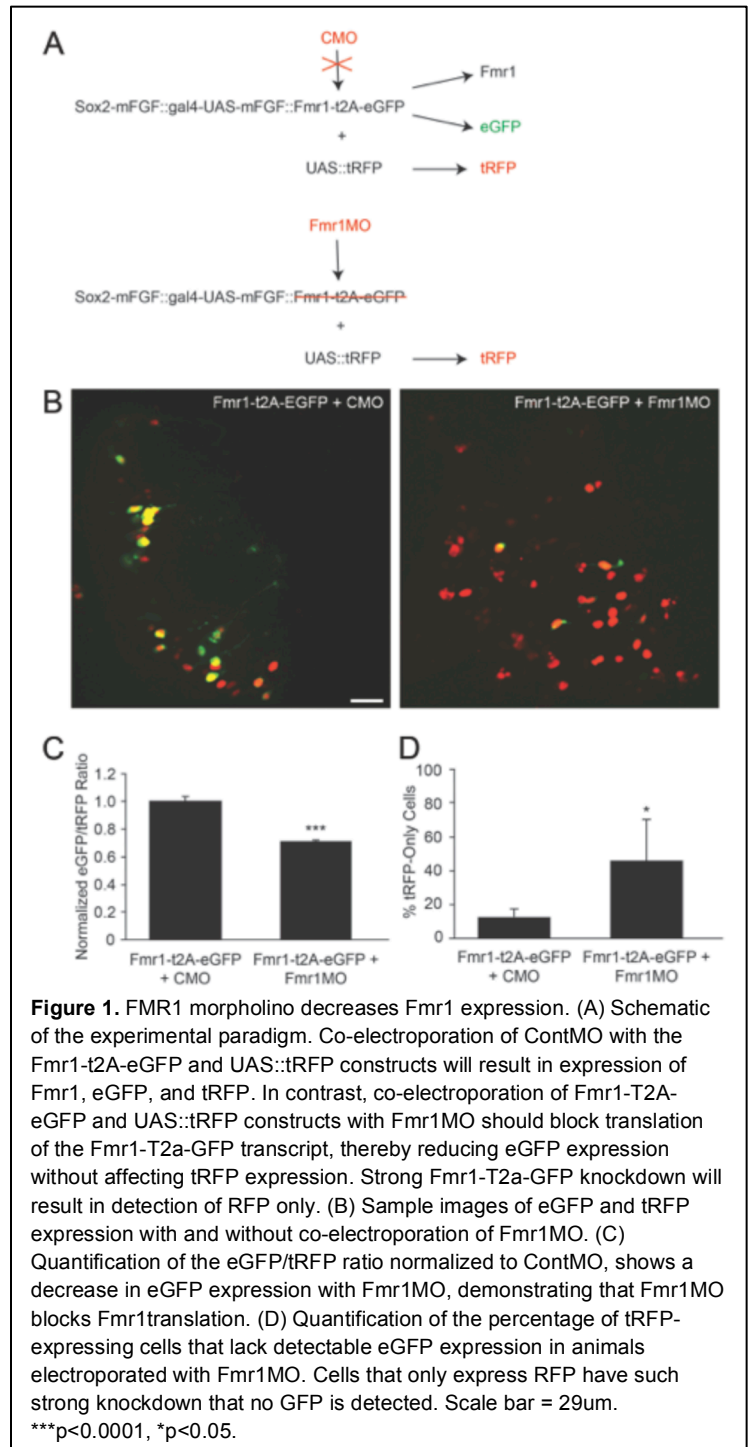 A
CMO
Fmr1
Sox2-mFGF::gal4-UAS-mFGF::Fmr1-t2A-eGFP
eGFP
+
UAS::tRFP
tRFP
Fmr1MO
Sox2-mFGF::gal4-UAS-mFGF::Fmr1-t2A-eGFP
+
UAS::tRFP
tRFP
B
Fmr1-t2A-EGFP + CMO
Fmr1-t2A-EGFP + Fmr1MO
C
Normalized eGFP/tRFP Ratio
1.2
1.0
0.8
0.6
0.4
0.2
0
***
Fmr1-t2A-eGFP
+ CMO
Fmr1-t2A-eGFP +
Fmr1MO
D
% tRFP-Only Cells
100
80
60
40
20
0
*
Fmr1-t2A-eGFP
+ CMO
Fmr1-t2A-eGFP +
Fmr1MO
Figure 1. FMR1 morpholino decreases Fmr1 expression. (A) Schematic
of the experimental paradigm. Co-electroporation of ContMO with the
Fmr1-t2A-eGFP and UAS::tRFP constructs will result in expression of
Fmr1, eGFP, and tRFP. In contrast, co-electroporation of Fmr1-T2A-
eGFP and UAS::tRFP constructs with Fmr1MO should block translation
of the Fmr1-T2a-GFP transcript, thereby reducing eGFP expression
without affecting tRFP expression. Strong Fmr1-T2a-GFP knockdown will
result in detection of RFP only. (B) Sample images of eGFP and tRFP
expression with and without co-electroporation of Fmr1MO. (C)
Quantification of the eGFP/tRFP ratio normalized to ContMO, shows a
decrease in eGFP expression with Fmr1MO, demonstrating that Fmr1MO
blocks Fmr1translation. (D) Quantification of the percentage of tRFP-
expressing cells that lack detectable eGFP expression in animals
electroporated with Fmr1MO. Cells that only express RFP have such
strong knockdown that no GFP is detected. Scale bar = 29um.
***p<0.0001, *p<0.05.